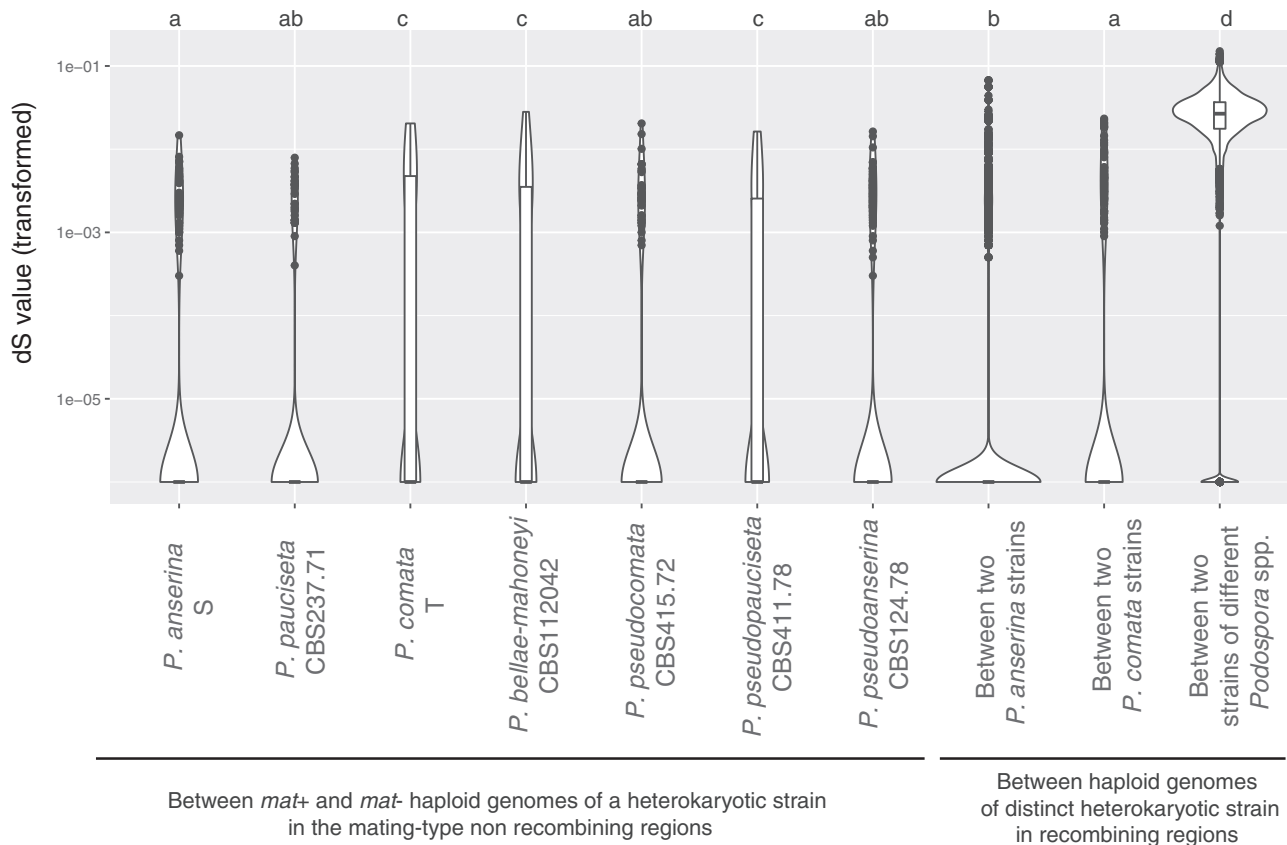 a ab c c ab c ab b a d
dS value (transformed)
1e−01
1e−03
1e−05
P. anserina
S
P. pauciseta
CBS237.71
P. comata
T
P. bellae-mahoneyi
CBS112042
P. pseudocomata
CBS415.72
P. pseudopauciseta
CBS411.78
P. pseudoanserina
CBS124.78
Between two
P. anserina strains
Between two
P. comata strains
Between two
strains of different
Podospora spp.
Between mat+ and mat- haploid genomes of a heterokaryotic strain
in the mating-type non recombining regions
Between haploid genomes
of distinct heterokaryotic strain
in recombining regions